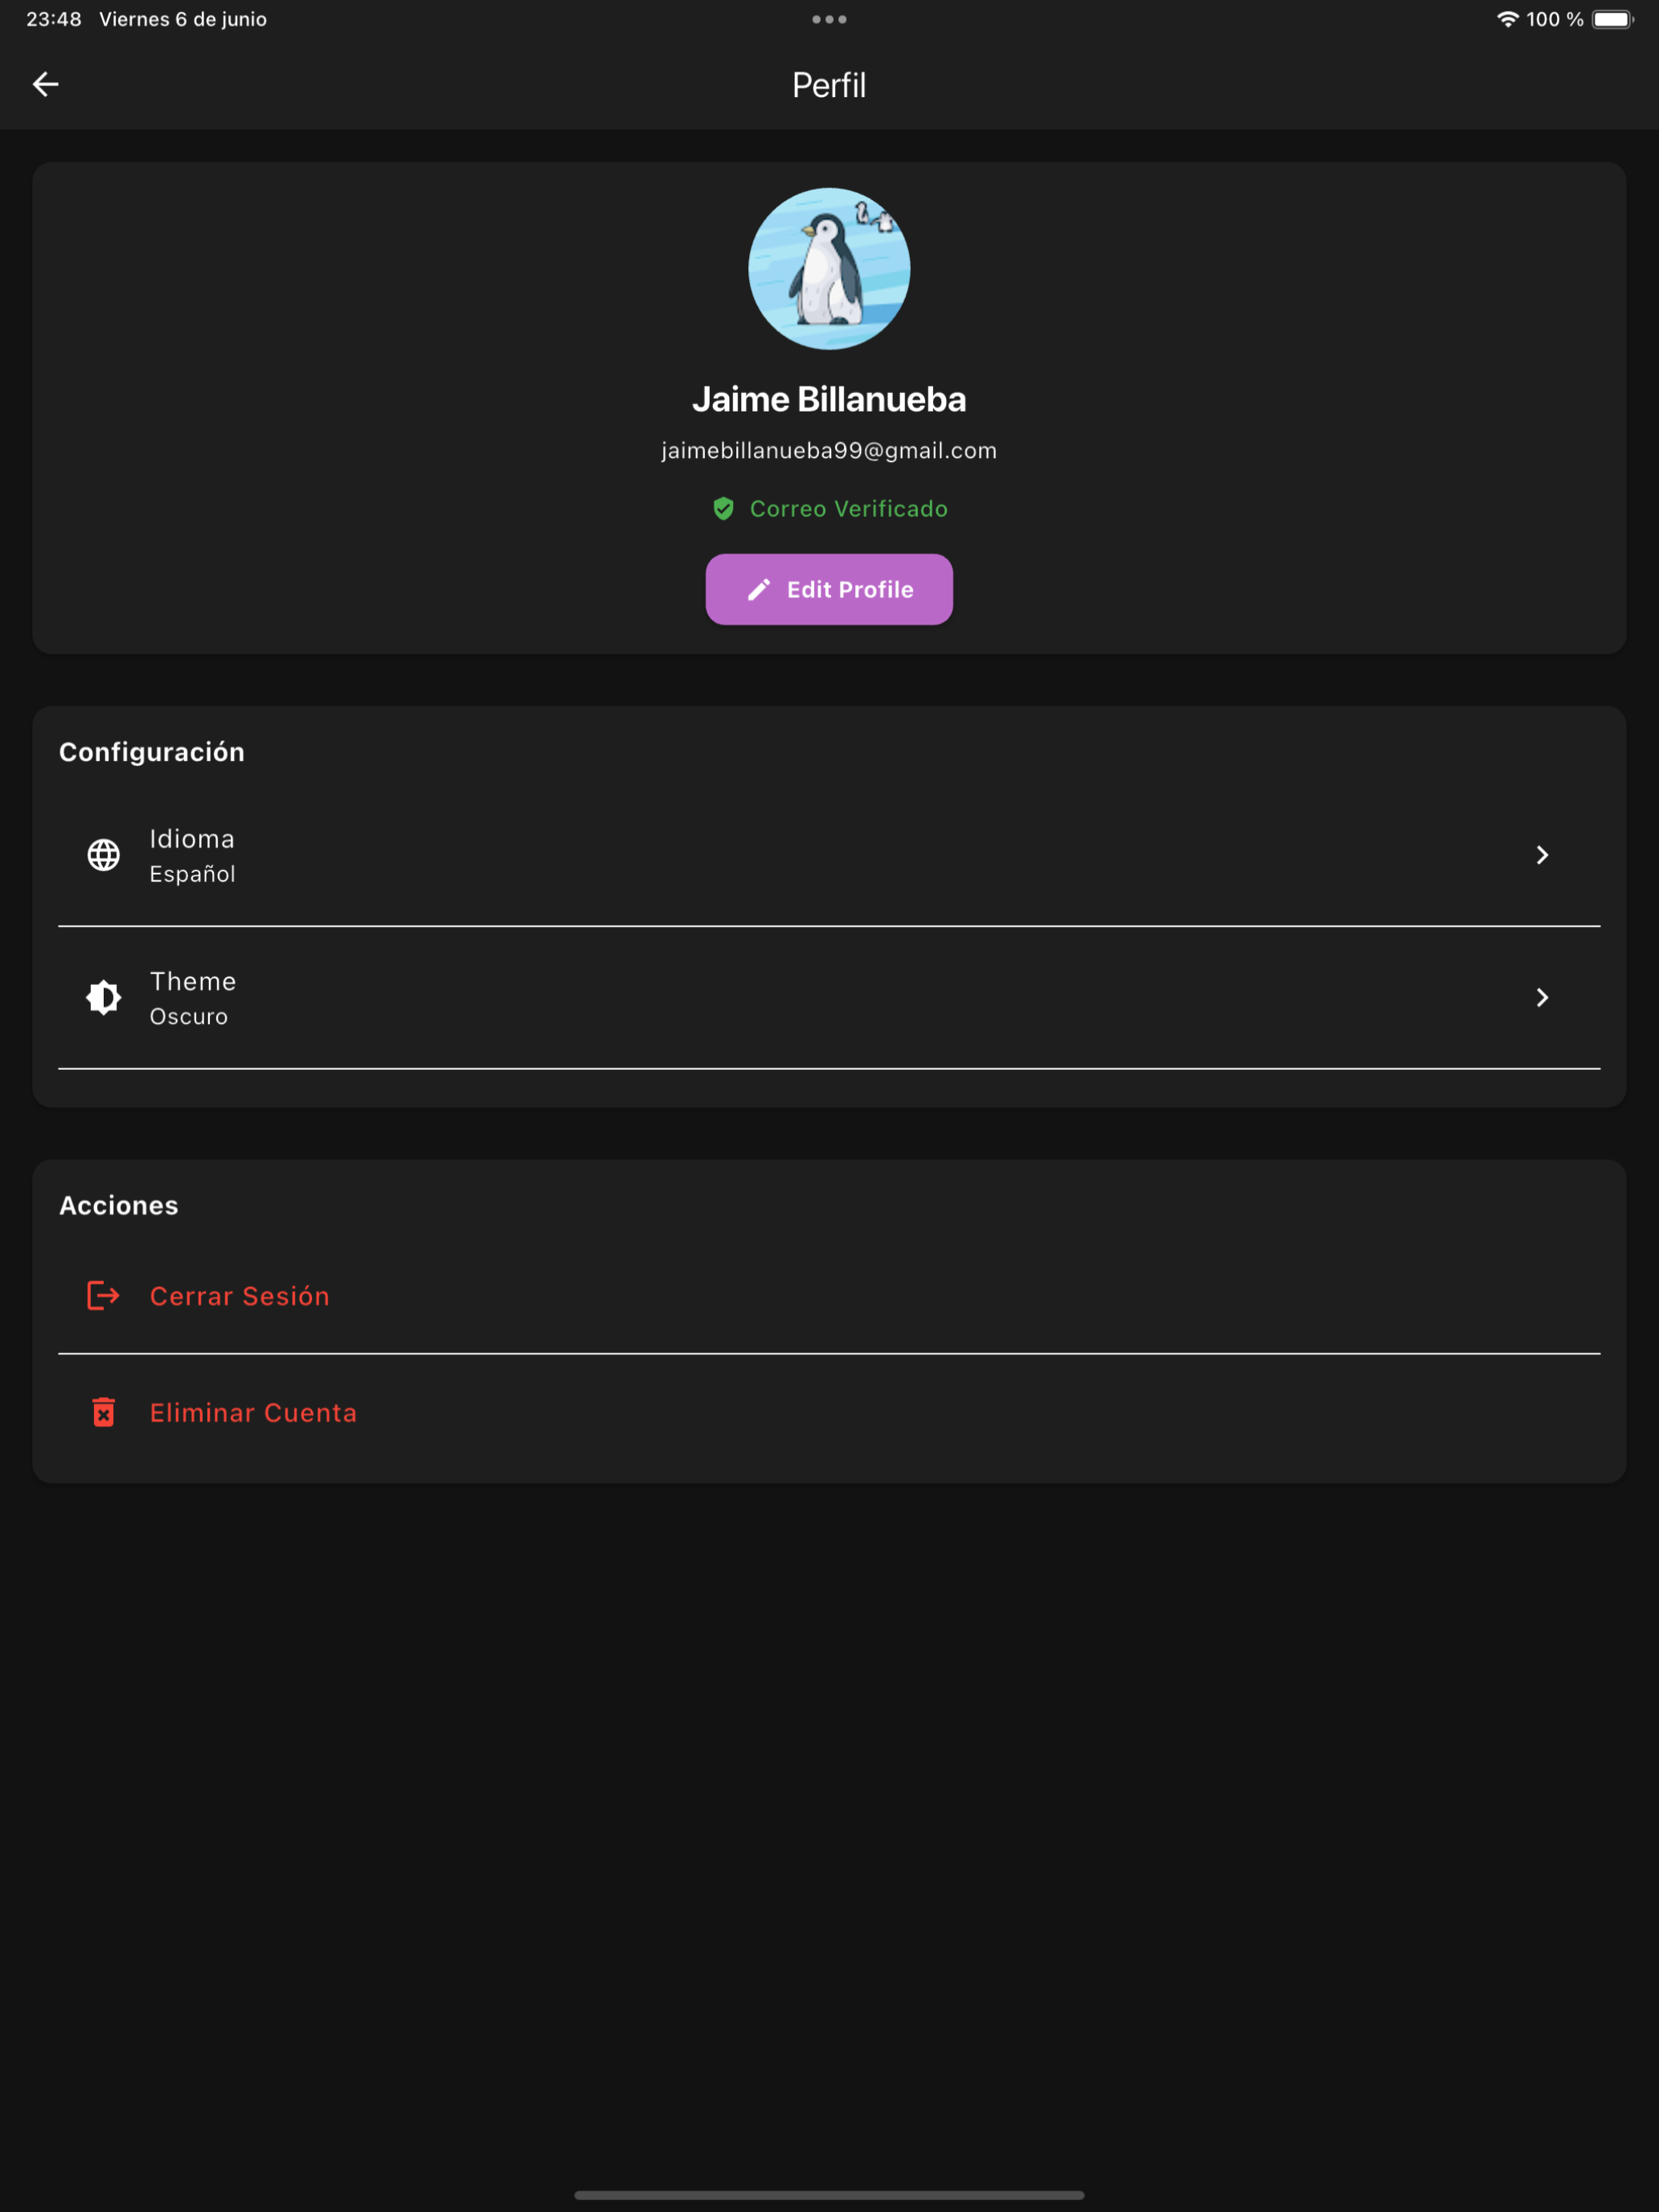 23:48 Viernes 6 de junio
100 %
Perfil
Jaime Billanueba
jaimebillanueba99@gmail.com
Correo Verificado
Edit Profile
Configuración
Idioma
Español
Theme
Oscuro
Acciones
Cerrar Sesión
Eliminar Cuenta